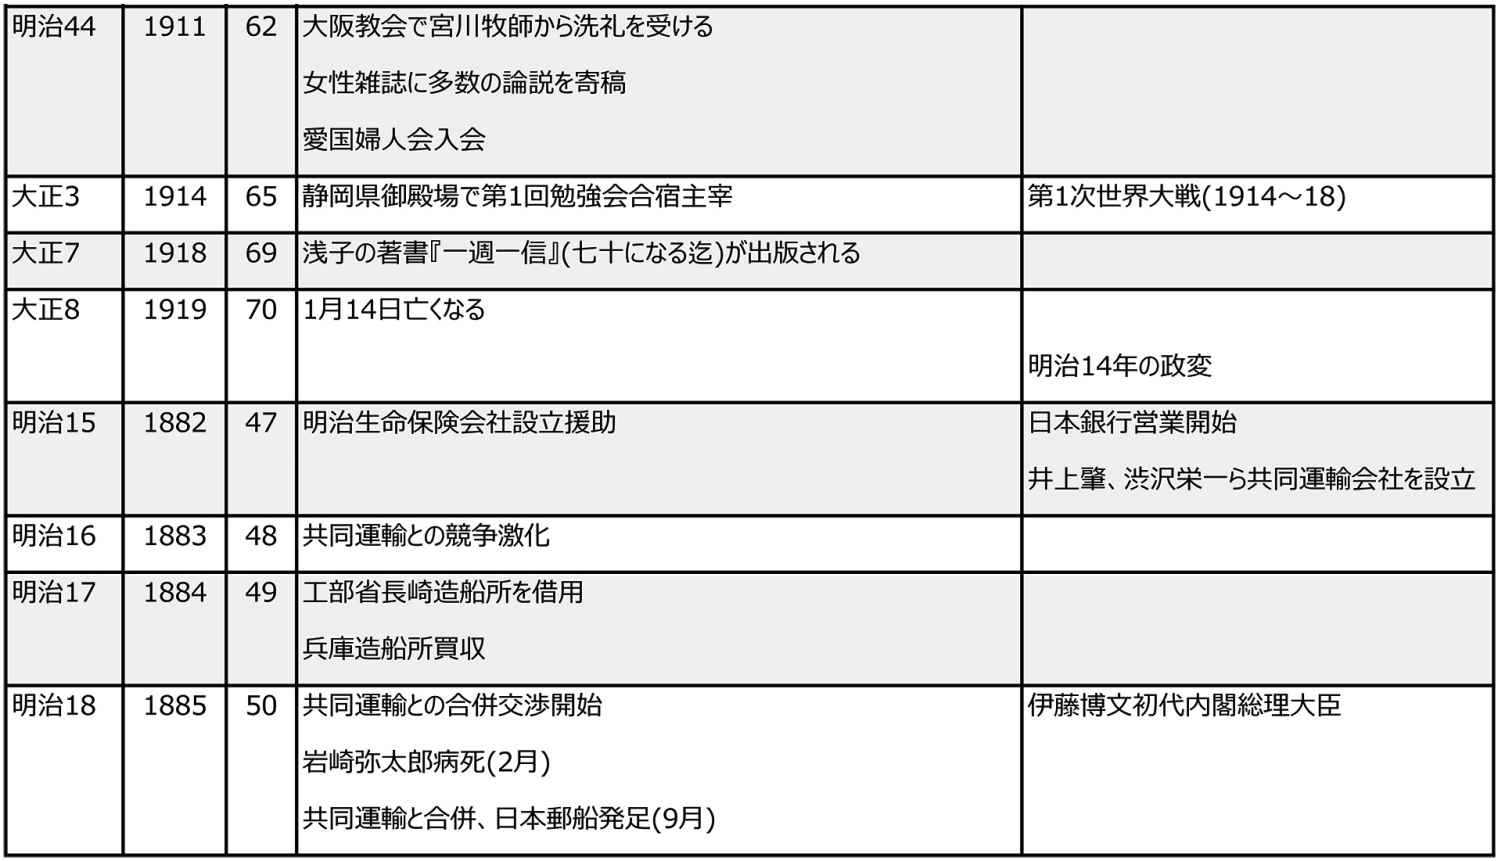 明治44 1911 62 大阪教会で宮川牧師から洗礼を受ける
女性雑誌に多数の論説を寄稿
愛国婦人会入会
大正3 1914 65 静岡県御殿場で第1回勉強会合宿主宰 第1次世界大戦(1914～18)
大正7 1918 69 浅子の著書『一週一信』(七十になる迄)が出版される
大正8 1919 70 1月14日亡くなる
明治14年の政変
明治15 1882 47 明治生命保険会社設立援助 日本銀行営業開始
井上肇、渋沢栄一ら共同運輸会社を設立
明治16 1883 48 共同運輸との競争激化
明治17 1884 49 工部省長崎造船所を借用
兵庫造船所買収
明治18 1885 50 共同運輸との合併交渉開始 伊藤博文初代内閣総理大臣
岩崎弥太郎病死(2月)
共同運輸と合併、日本郵船発足(9月)